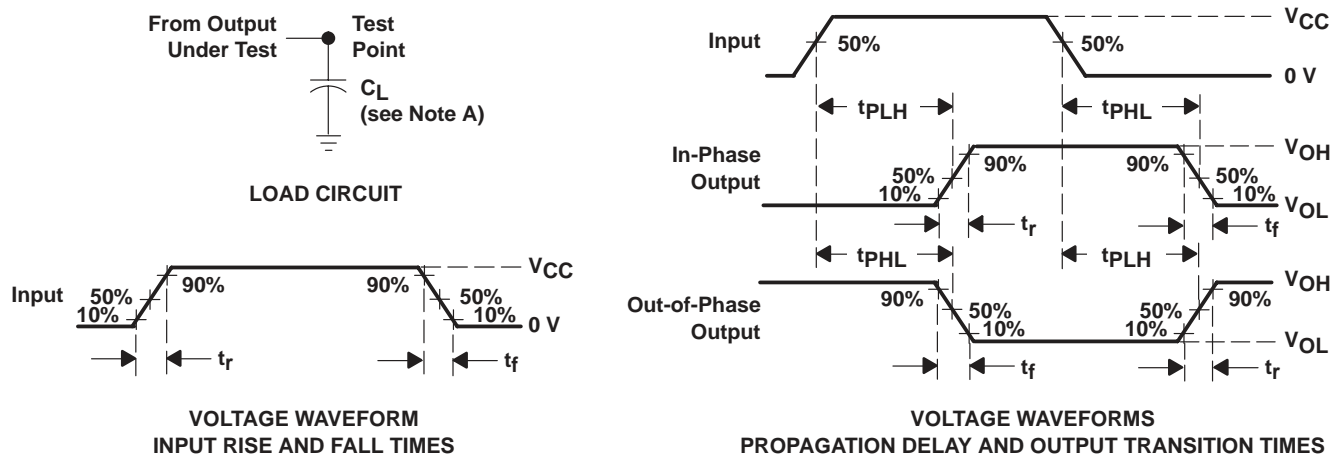 From Output
Under Test
Test
Point
CL
(see Note A)
LOAD CIRCUIT
Input
50%
10%
90%
90%
50%
10%
VCC
0 V
tr
tf
VOLTAGE WAVEFORM
INPUT RISE AND FALL TIMES
Input
50%
50%
VCC
0 V
tPLH
tPHL
In-Phase
Output
50%
10%
90%
90%
50%
10%
VOH
VOL
tr
tf
tPHL
tPLH
Out-of-Phase
Output
90%
50%
10%
50%
10%
90%
VOH
VOL
tf
tr
VOLTAGE WAVEFORMS
PROPAGATION DELAY AND OUTPUT TRANSITION TIMES